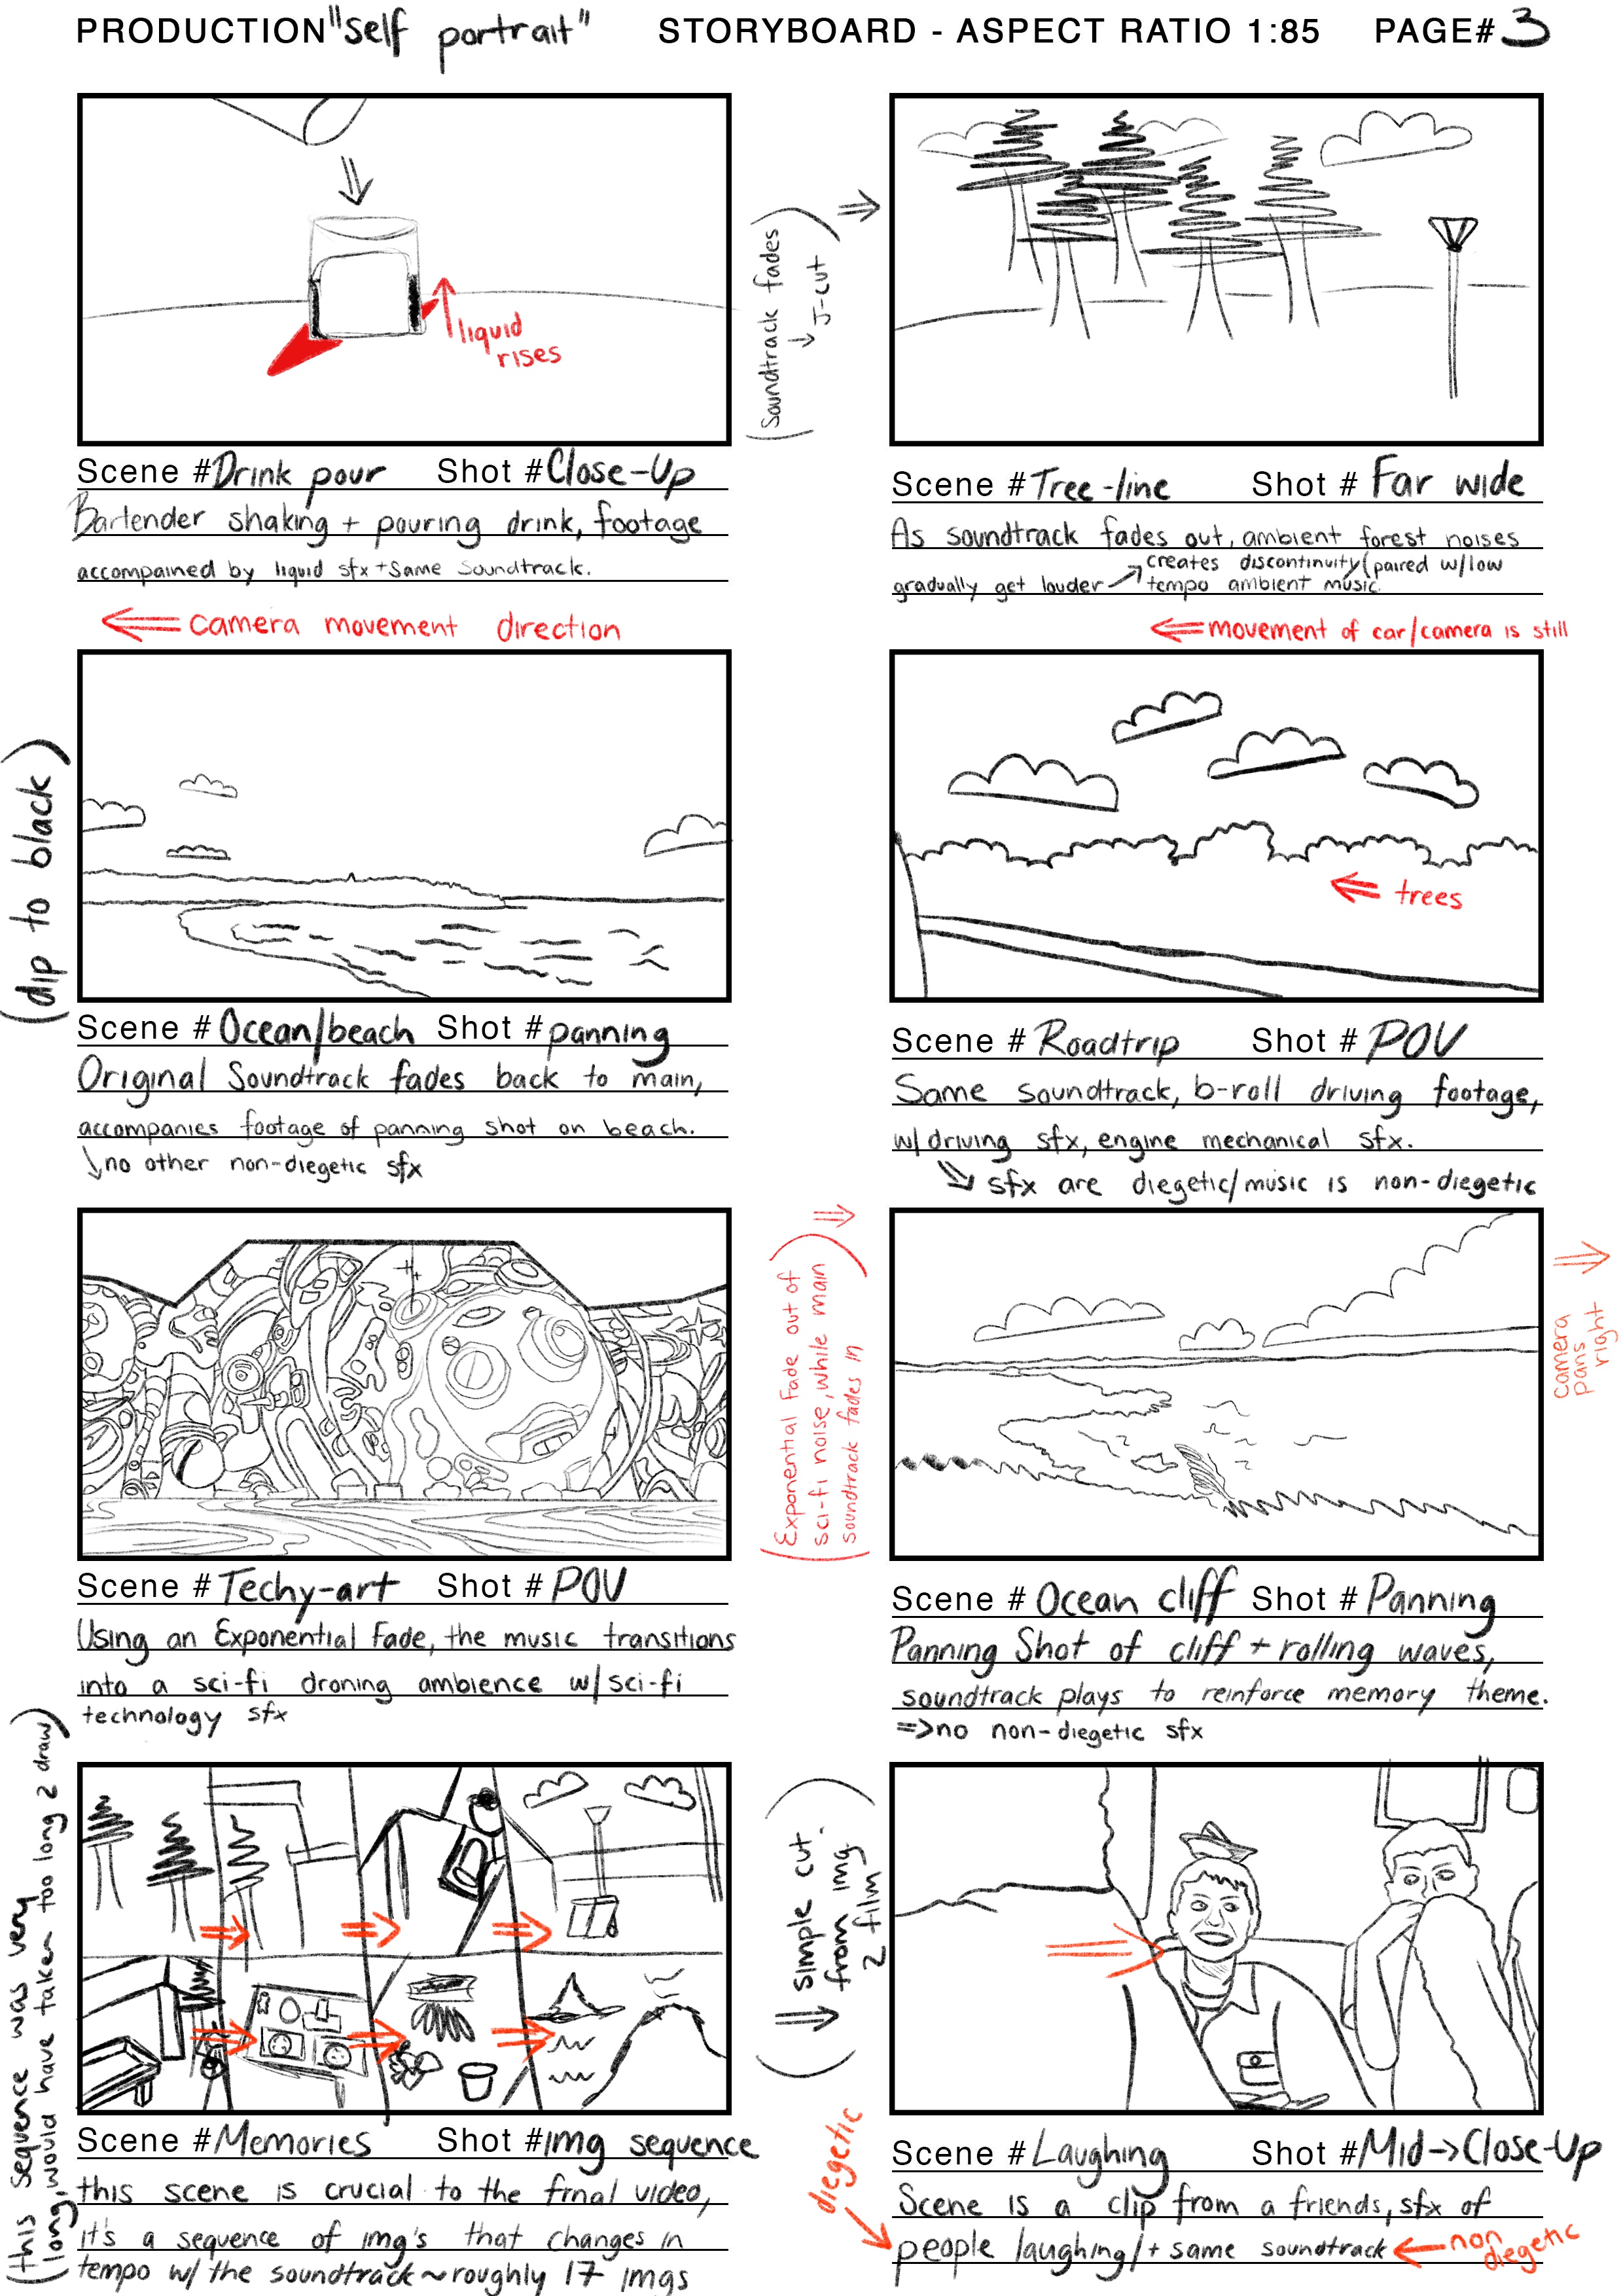 PRODUCTION "self portrait" STORYBOARD - ASPECT RATIO 1:85 PAGE# 3
liquid
rises
(Soundtrack fades
↓ J-cut)
Scene # Drink pour Shot # Close-Up
Bartender shaking + pouring drink, footage
accompained by liquid sfx + Same Soundtrack.
Scene # Tree-line Shot # Far wide
As soundtrack fades out, ambient forest noises
gradually get louder creates discontinuity (paired w/low
tempo ambient music.
camera movement direction
movement of car/camera is still
(dip to black)
trees
Scene # Ocean/beach Shot # panning
Original Soundtrack fades back to main,
accompanies footage of panning shot on beach.
no other non-diegetic sfx
Scene # Roadtrip Shot # POV
Same soundtrack, b-roll driving footage,
w/driving sfx, engine mechanical sfx.
sfx are diegetic/music is non-diegetic
(Exponential Fade out of
sci-fi noise, while main
soundtrack fades in)
camera
pans
right
Scene # Techy-art Shot # POV
Using an Exponential Fade, the music transitions
into a sci-fi droning ambience w/sci-fi
technology sfx
Scene # Ocean cliff Shot # Panning
Panning Shot of cliff + rolling waves,
soundtrack plays to reinforce memory theme.
=> no non-diegetic sfx
(this sequence was very
long, would have taken too long 2 draw)
(simple cut.
from img
2 film)
Scene # Memories Shot # img sequence
this scene is crucial to the final video,
it's a sequence of img's that changes in
tempo w/ the soundtrack ~ roughly 17 imgs
Scene # Laughing Shot # Mid->Close-Up
Scene is a clip from a friends, sfx of
people laughing/+ same soundtrack
diegetic
non
diegetic